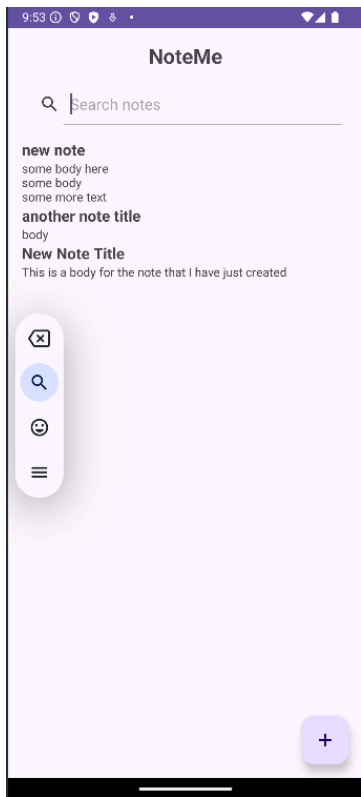 9:53
NoteMe
Search notes
new note
some body here
some body
some more text
another note title
body
New Note Title
This is a body for the note that I have just created